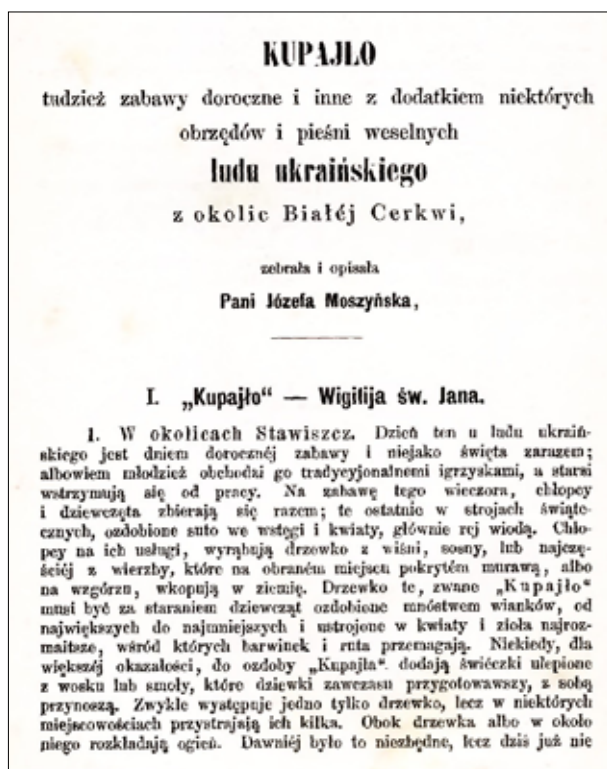 KUPAJŁO
tudzież zabawy doroczne i inne z dodatkiem niektórych
obrzędów i pieśni weselnych
ludu ukraińskiego
z okolic Białéj Cerkwi,
zebrała i opisała
Pani Józefa Moszyńska,
I. „Kupajło“ — Wigilija św. Jana.
1. W okolicach Stawiszcz. Dzień ten u ludu ukraiń-
skiego jest dniem dorocznéj zabawy i niejako święta zarazem;
albowiem młodzież obchodzi go tradycyjonalnemi igrzyskami, a starsi
wstrzymują się od pracy. Na zabawę tego wieczora, chłopcy
i dziewczęta zbierają się razem; te ostatnie w strojach święte-
cznych, ozdobione suto we wstęgi i kwiaty, głównie rej wiodą. Chło-
pcy na ich usługi, wyrąbują drzewko z wiśni, sosny, lub najczę-
ściéj z wierzby, które na obraném miejscu pokrytém murawą, albo
na wzgórzu, wkopują w ziemię. Drzewko te, zwane „Kupajło“
musi być za staraniem dziewcząt ozdobione mnóstwem wianków, od
największych do najmniejszych i ustrojone w kwiaty i zioła najroz-
maitsze, wśród których barwinek i ruta przemagają. Niekiedy, dla
większéj okazałości, do ozdoby „Kupajła“. dodają świéczki ulepione
z wosku lub smoły, które dziewki zawczasu przygotowawszy, z sobą
przynoszą. Zwykle występuje jedno tylko drzewko, lecz w niektórych
miejscowościach przystrajają ich kilka. Obok drzewka albo w około
niego rozkładają ogień. Dawniéj było to niezbędne, lecz dziś już nie